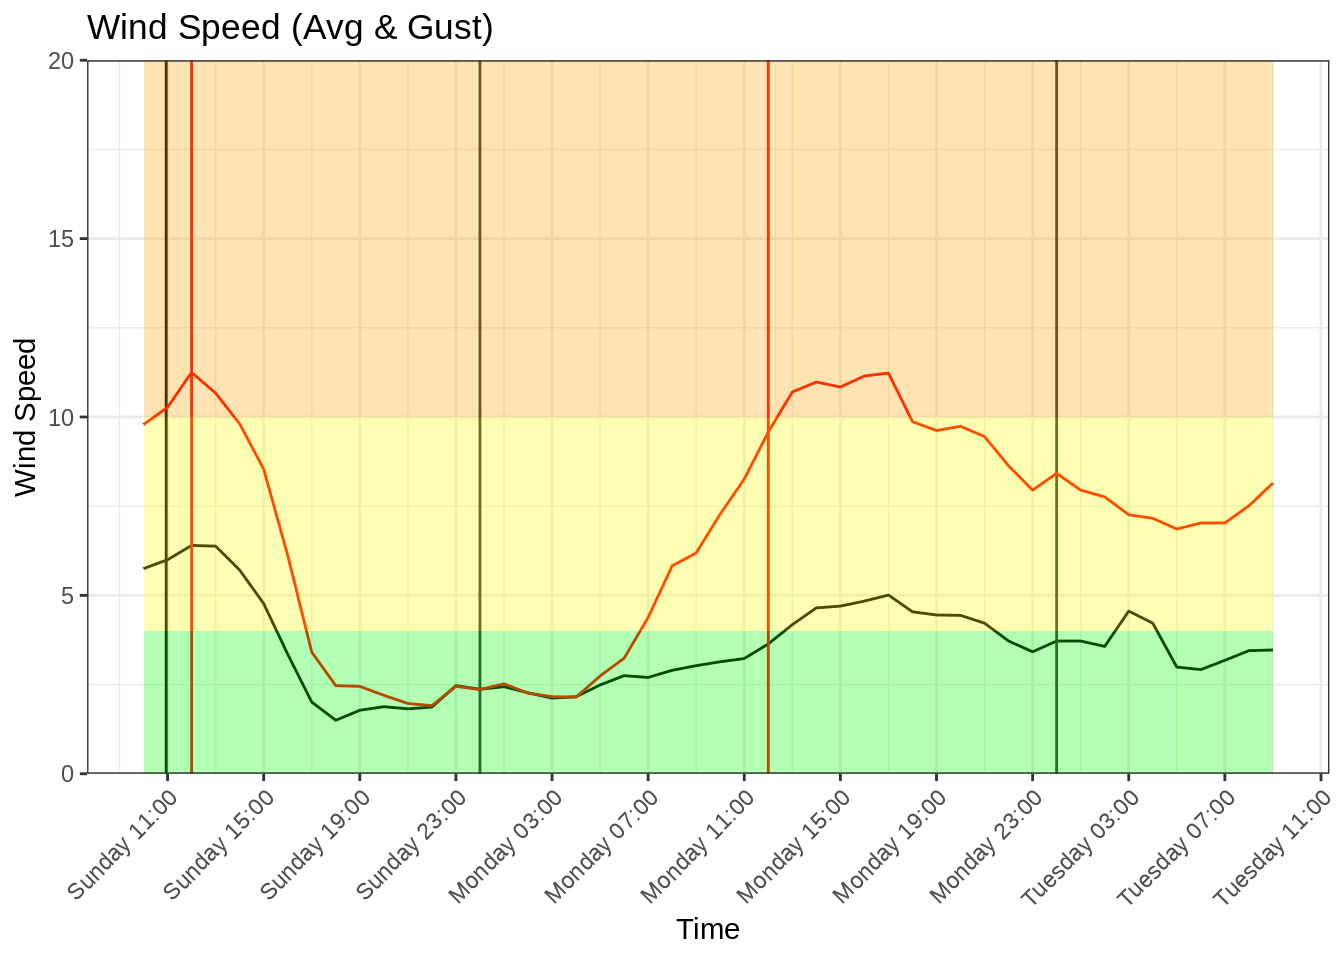 Wind Speed (Avg & Gust)
20
15
10
5
0
Wind Speed
Sunday 11:00
Sunday 15:00
Sunday 19:00
Sunday 23:00
Monday 03:00
Monday 07:00
Monday 11:00
Monday 15:00
Monday 19:00
Monday 23:00
Tuesday 03:00
Tuesday 07:00
Tuesday 11:00
Time